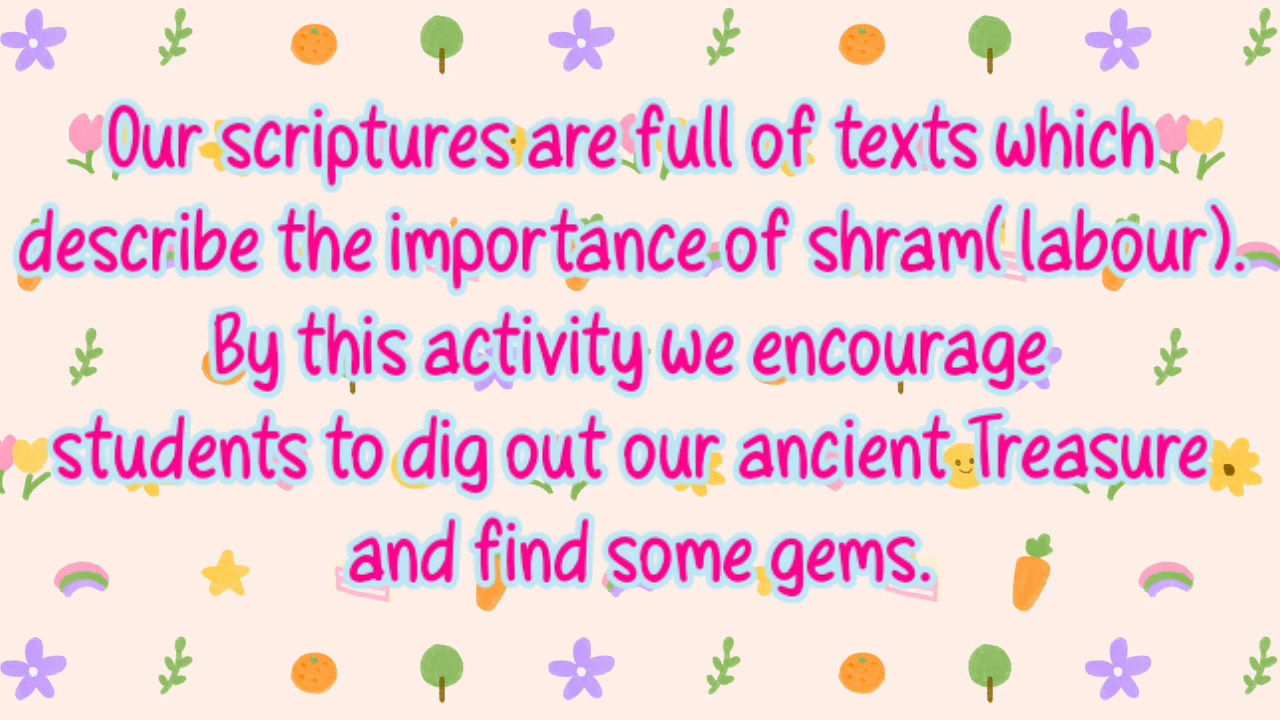 Our scriptures are full of texts which
describe the importance of shram( labour).
By this activity we encourage
students to dig out our ancient Treasure
and find some gems.